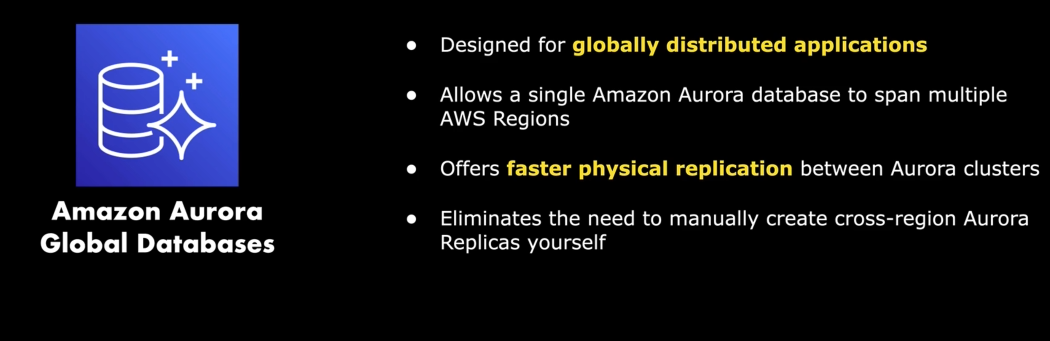 Amazon Aurora
Global Databases
● Designed for globally distributed applications
● Allows a single Amazon Aurora database to span multiple
AWS Regions
● Offers faster physical replication between Aurora clusters
● Eliminates the need to manually create cross-region Aurora
Replicas yourself